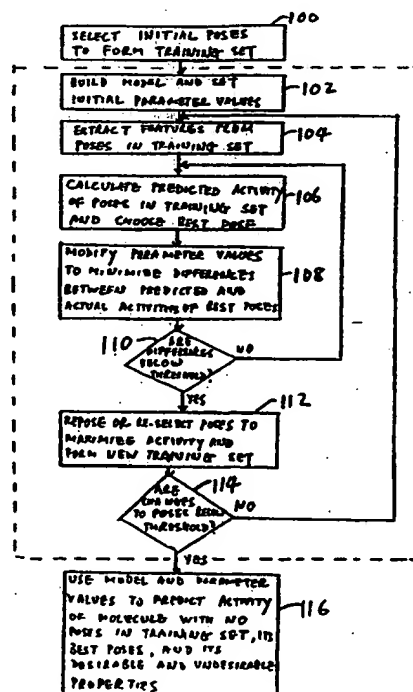 100
SELECT INITIAL POSES
TO FORM TRAINING SET
BUILD MODEL AND SET
INITIAL PARAMETER VALUES
102
EXTRACT FEATURES FROM
POSES IN TRAINING SET
104
CALCULATE PREDICTED ACTIVITY
OF POSES IN TRAINING SET
AND CHOOSE BEST POSE
106
MODIFY PARAMETER VALUES
TO MINIMIZE DIFFERENCES
BETWEEN PREDICTED AND
ACTUAL ACTIVITIES OF BEST POSES
108
110
ARE
DIFFERENCES
BELOW
THRESHOLD?
NO
YES
112
REPOSE OR RE-SELECT POSES TO
MAXIMIZE ACTIVITY AND
FORM NEW TRAINING SET
114
ARE
CHANGES
TO POSES BELOW
THRESHOLD?
NO
YES
USE MODEL AND PARAMETER
VALUES TO PREDICT ACTIVITY
OF MOLECULE WITH NO
POSES IN TRAINING SET, ITS
BEST POSES, AND ITS
DESIRABLE AND UNDESIRABLE
PROPERTIES
116